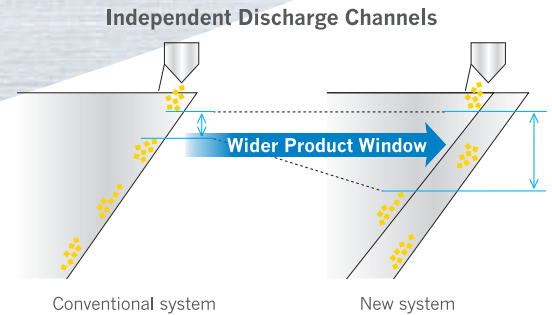 Independent Discharge Channels
Wider Product Window
Conventional system
New system